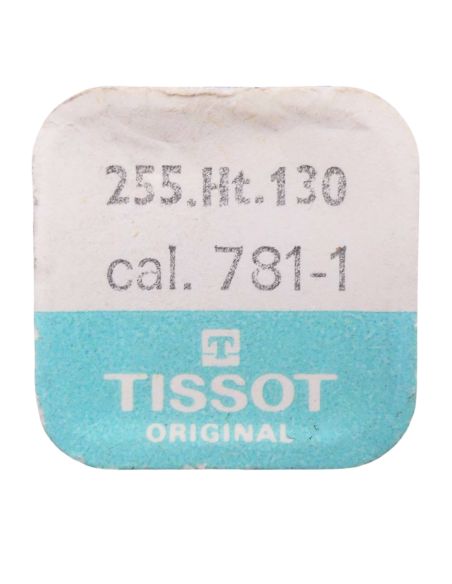 255.Ht.130
cal. 781-1
TISSOT
ORIGINAL